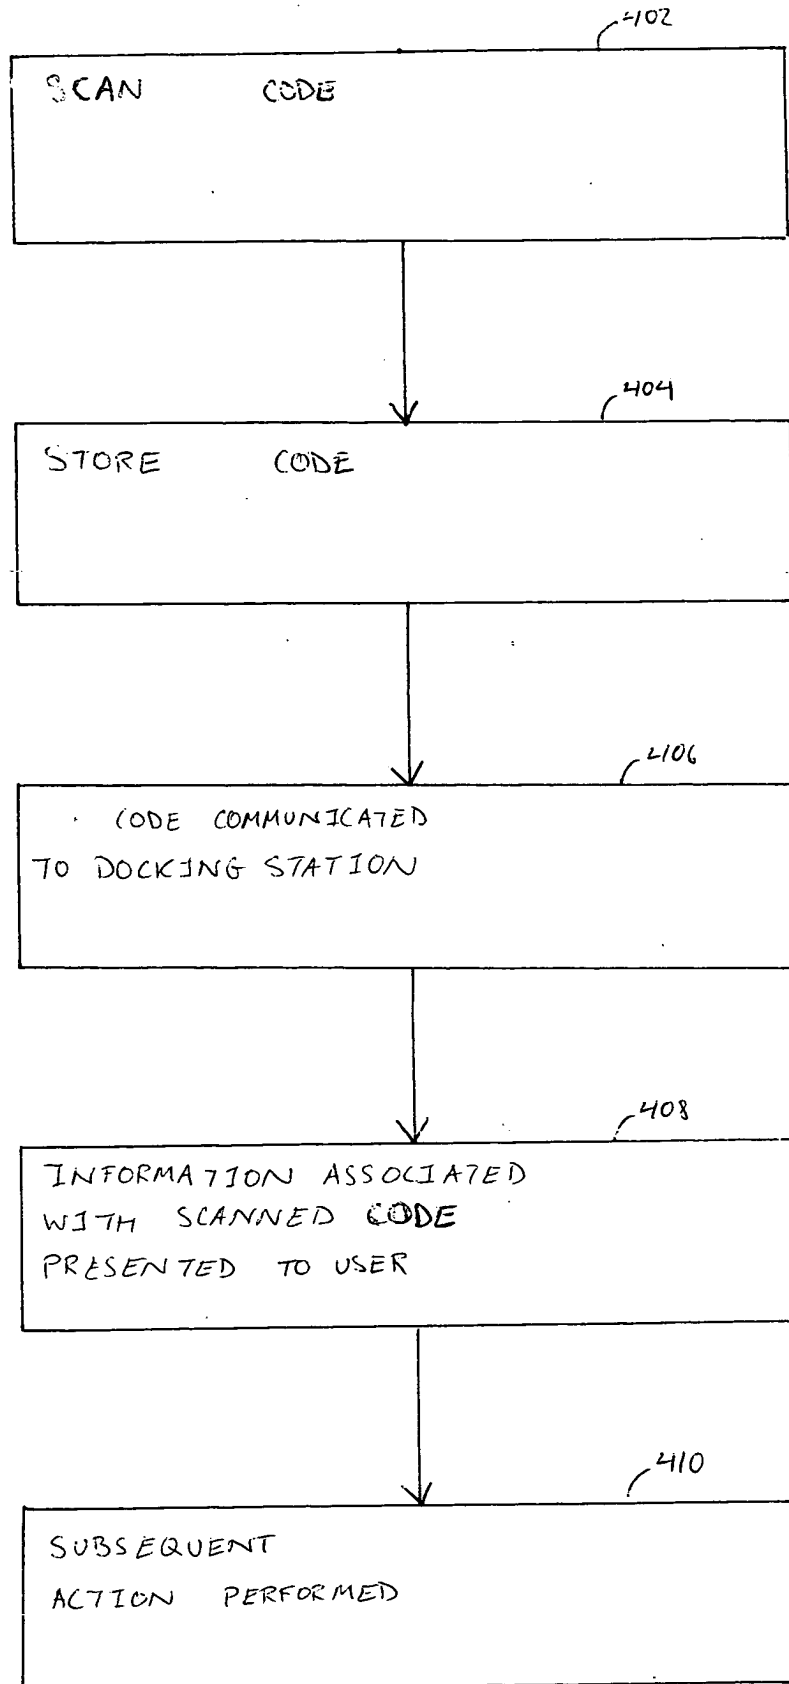 402
SCAN CODE
404
STORE CODE
406
CODE COMMUNICATED
TO DOCKING STATION
408
INFORMATION ASSOCIATED
WITH SCANNED CODE
PRESENTED TO USER
410
SUBSEQUENT
ACTION PERFORMED